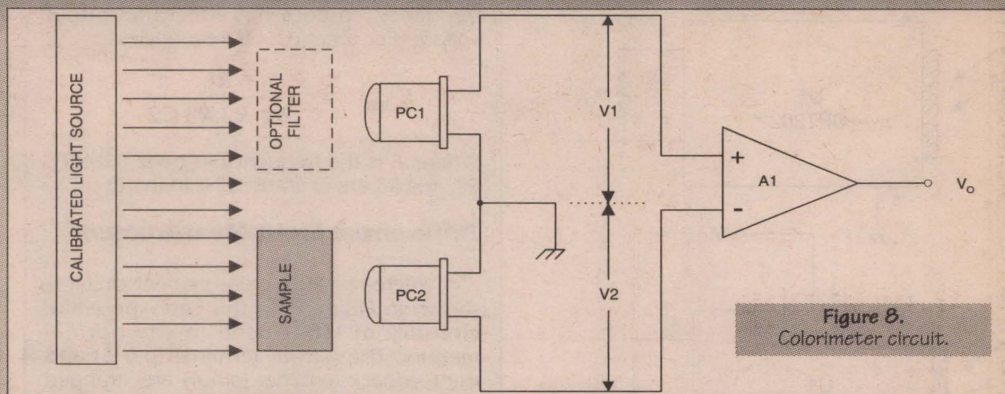 CALIBRATED LIGHT SOURCE
OPTIONAL
FILTER
SAMPLE
PC1
PC2
V1
V2
+
A1
-
Vo
Figure 8.
Colorimeter circuit.